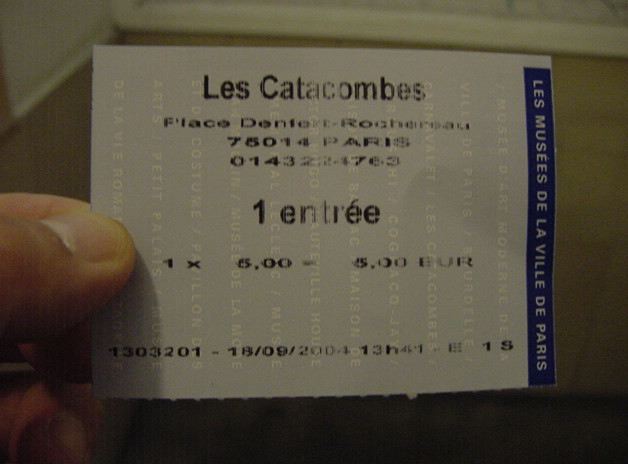 Les Catacombes
Place Denfert-Rochereau
75014 PARIS
0143224763
1 entrée
1 x 5,00 = 5,00 EUR
1303201 - 18/09/2004 13h41 - E 1 S
LES MUSÉES DE LA VILLE DE PARIS